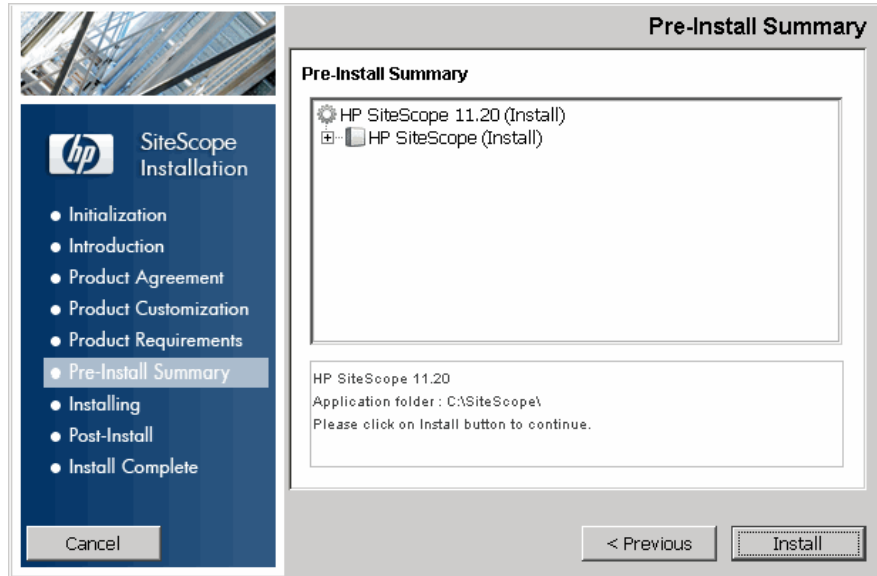 Pre-Install Summary
hp
SiteScope
Installation
Initialization
Introduction
Product Agreement
Product Customization
Product Requirements
Pre-Install Summary
Installing
Post-Install
Install Complete
Cancel
Pre-Install Summary
HP SiteScope 11.20 (Install)
HP SiteScope (Install)
HP SiteScope 11.20
Application folder : C:\SiteScope\
Please click on Install button to continue.
< Previous
Install